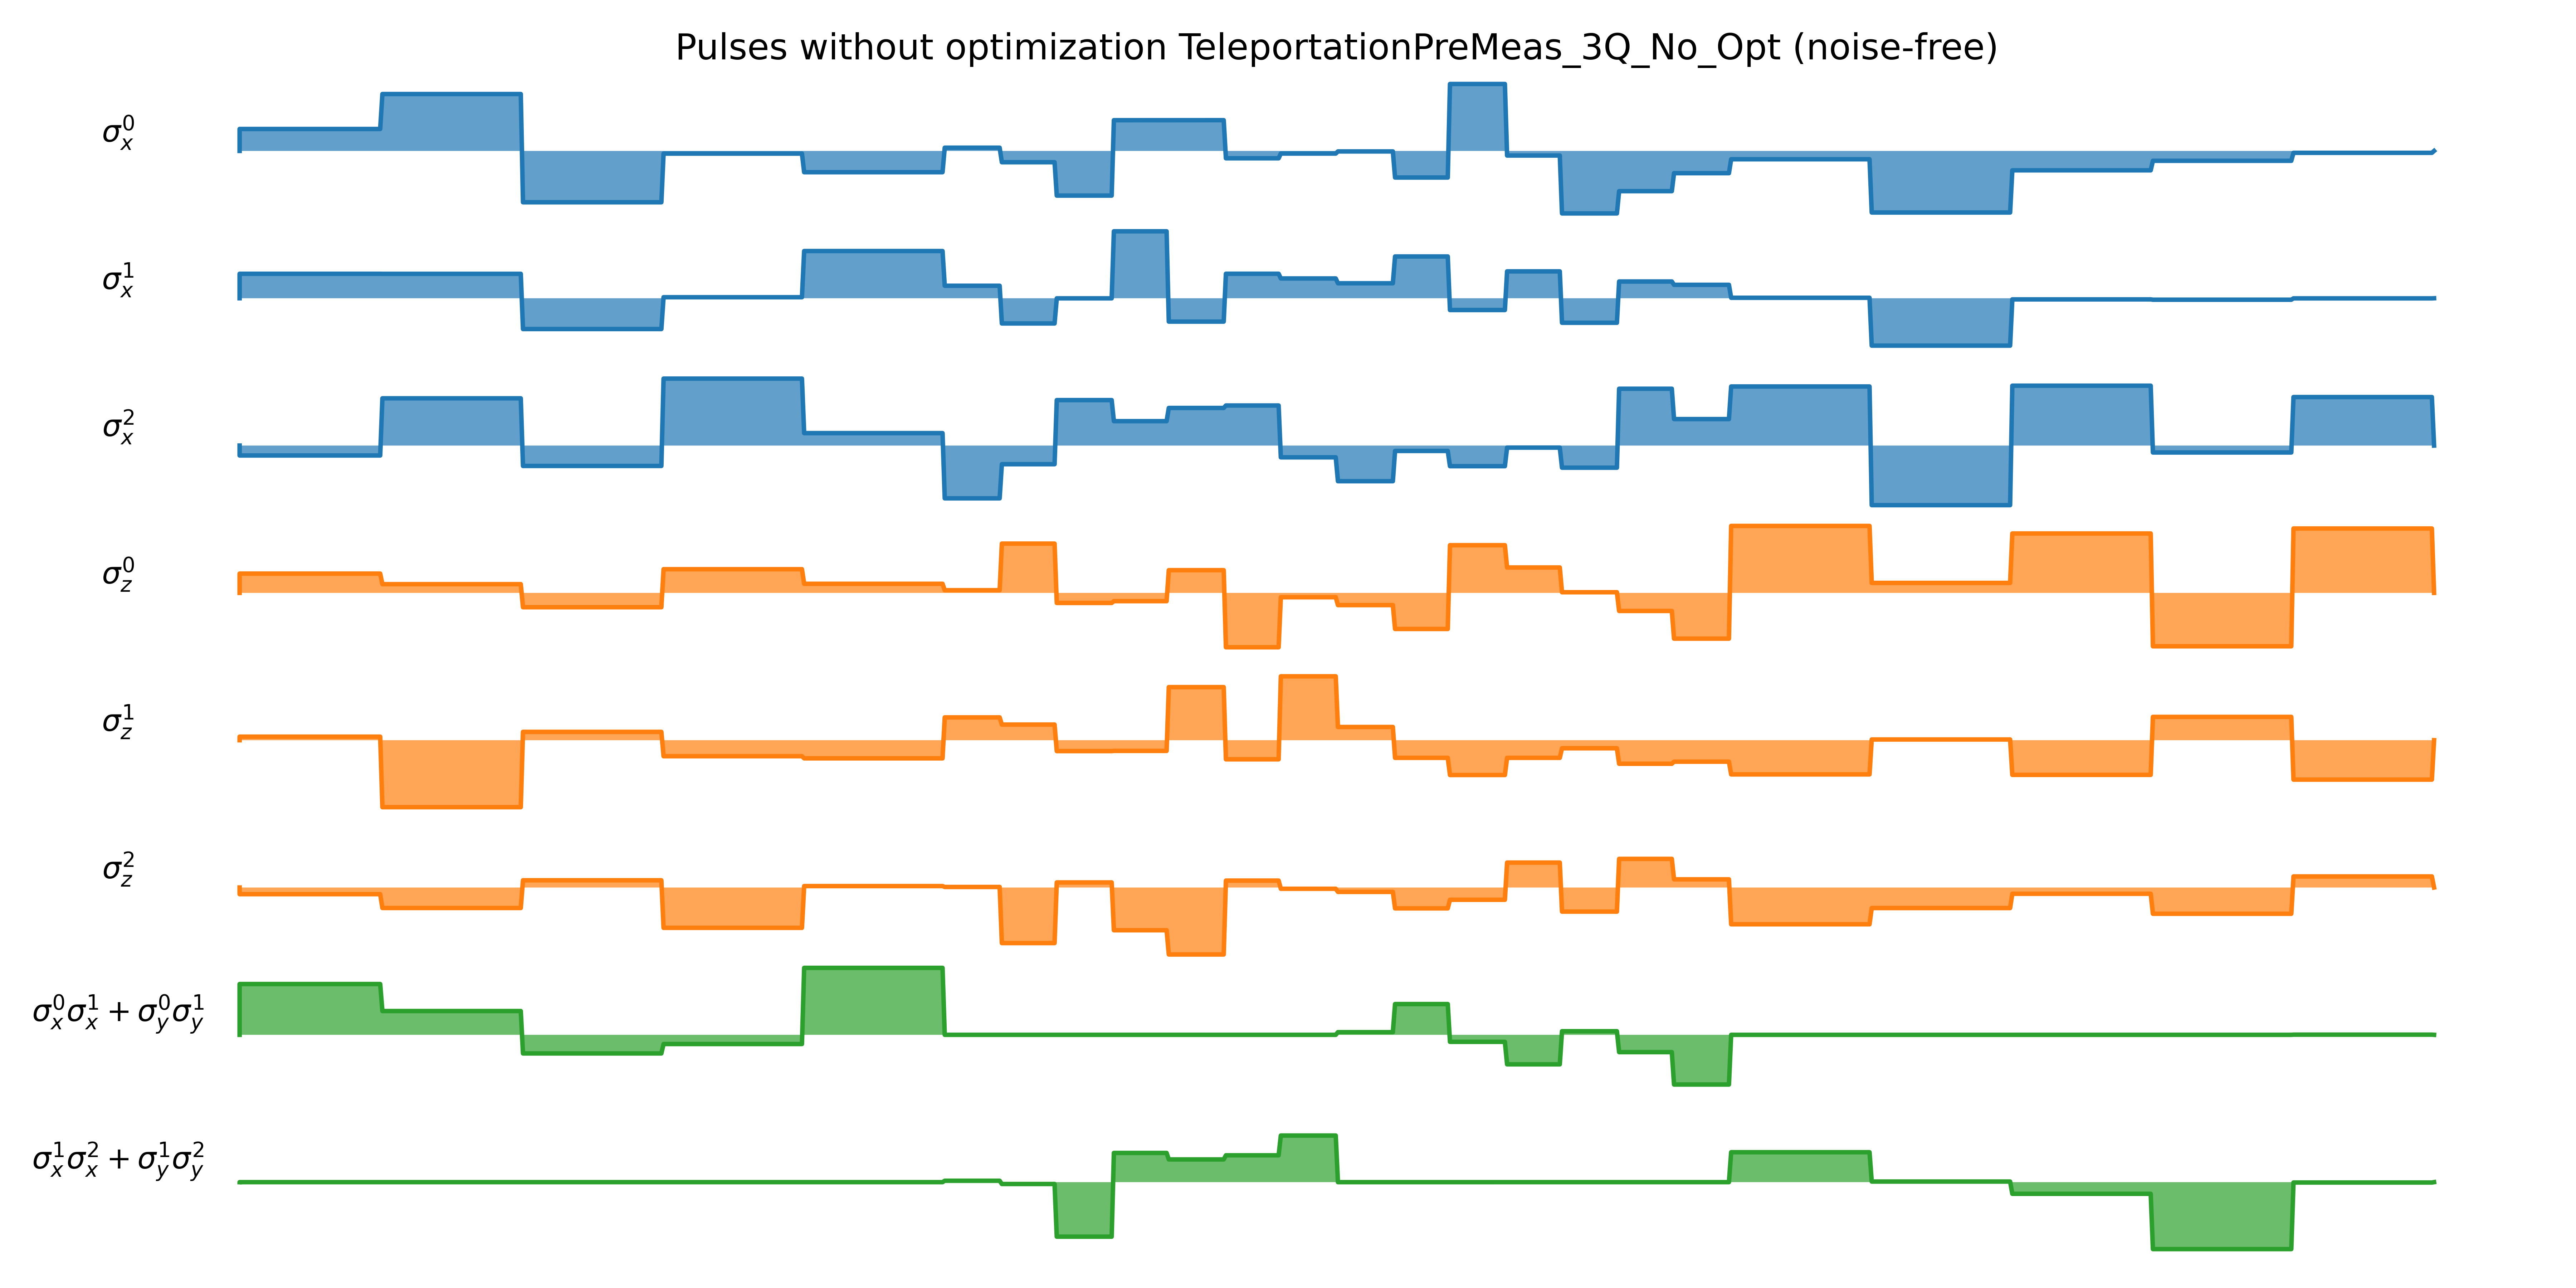 Pulses without optimization TeleportationPreMeas_3Q_No_Opt (noise-free)
σ_x^0
σ_x^1
σ_x^2
σ_z^0
σ_z^1
σ_z^2
σ_x^0σ_x^1 + σ_y^0σ_y^1
σ_x^1σ_x^2 + σ_y^1σ_y^2